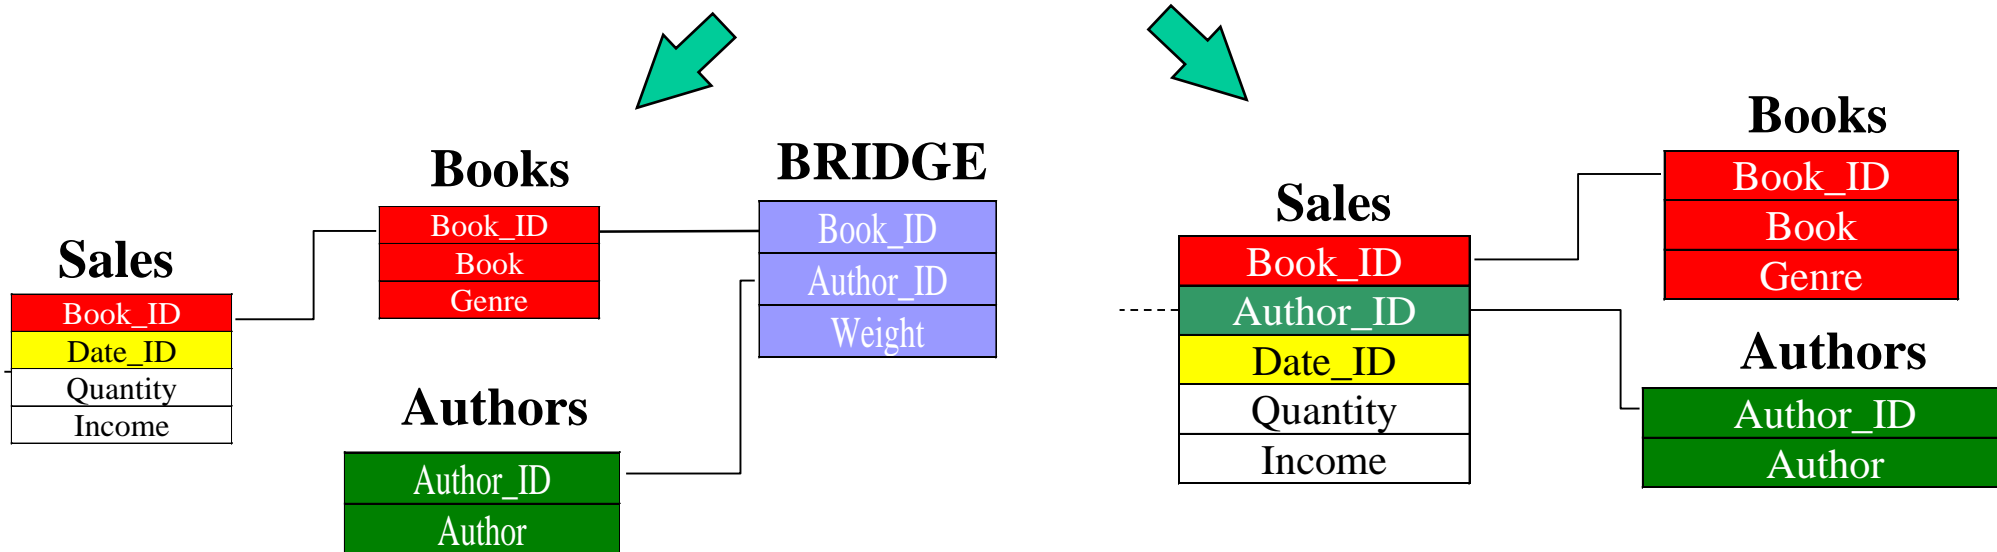 Sales
Book_ID
Date_ID
Quantity
Income
Books
Book_ID
Book
Genre
Authors
Author_ID
Author
BRIDGE
Book_ID
Author_ID
Weight
Sales
Book_ID
Author_ID
Date_ID
Quantity
Income
Books
Book_ID
Book
Genre
Authors
Author_ID
Author